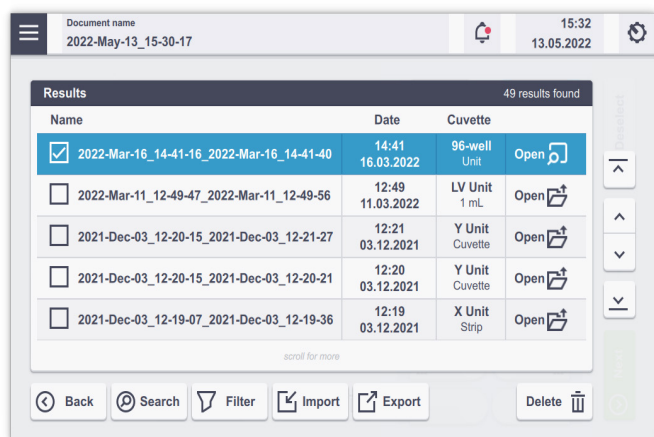 Document name
2022-May-13_15-30-17
15:32
13.05.2022
Results
49 results found
Name Date Cuvette
2022-Mar-16_14-41-16_2022-Mar-16_14-41-40 14:41 16.03.2022 96-well Unit Open
2022-Mar-11_12-49-47_2022-Mar-11_12-49-56 12:49 11.03.2022 LV Unit 1 mL Open
2021-Dec-03_12-20-15_2021-Dec-03_12-21-27 12:21 03.12.2021 Y Unit Cuvette Open
2021-Dec-03_12-20-15_2021-Dec-03_12-20-21 12:20 03.12.2021 Y Unit Cuvette Open
2021-Dec-03_12-19-07_2021-Dec-03_12-19-36 12:19 03.12.2021 X Unit Strip Open
scroll for more
Back Search Filter Import Export Delete
Deselect